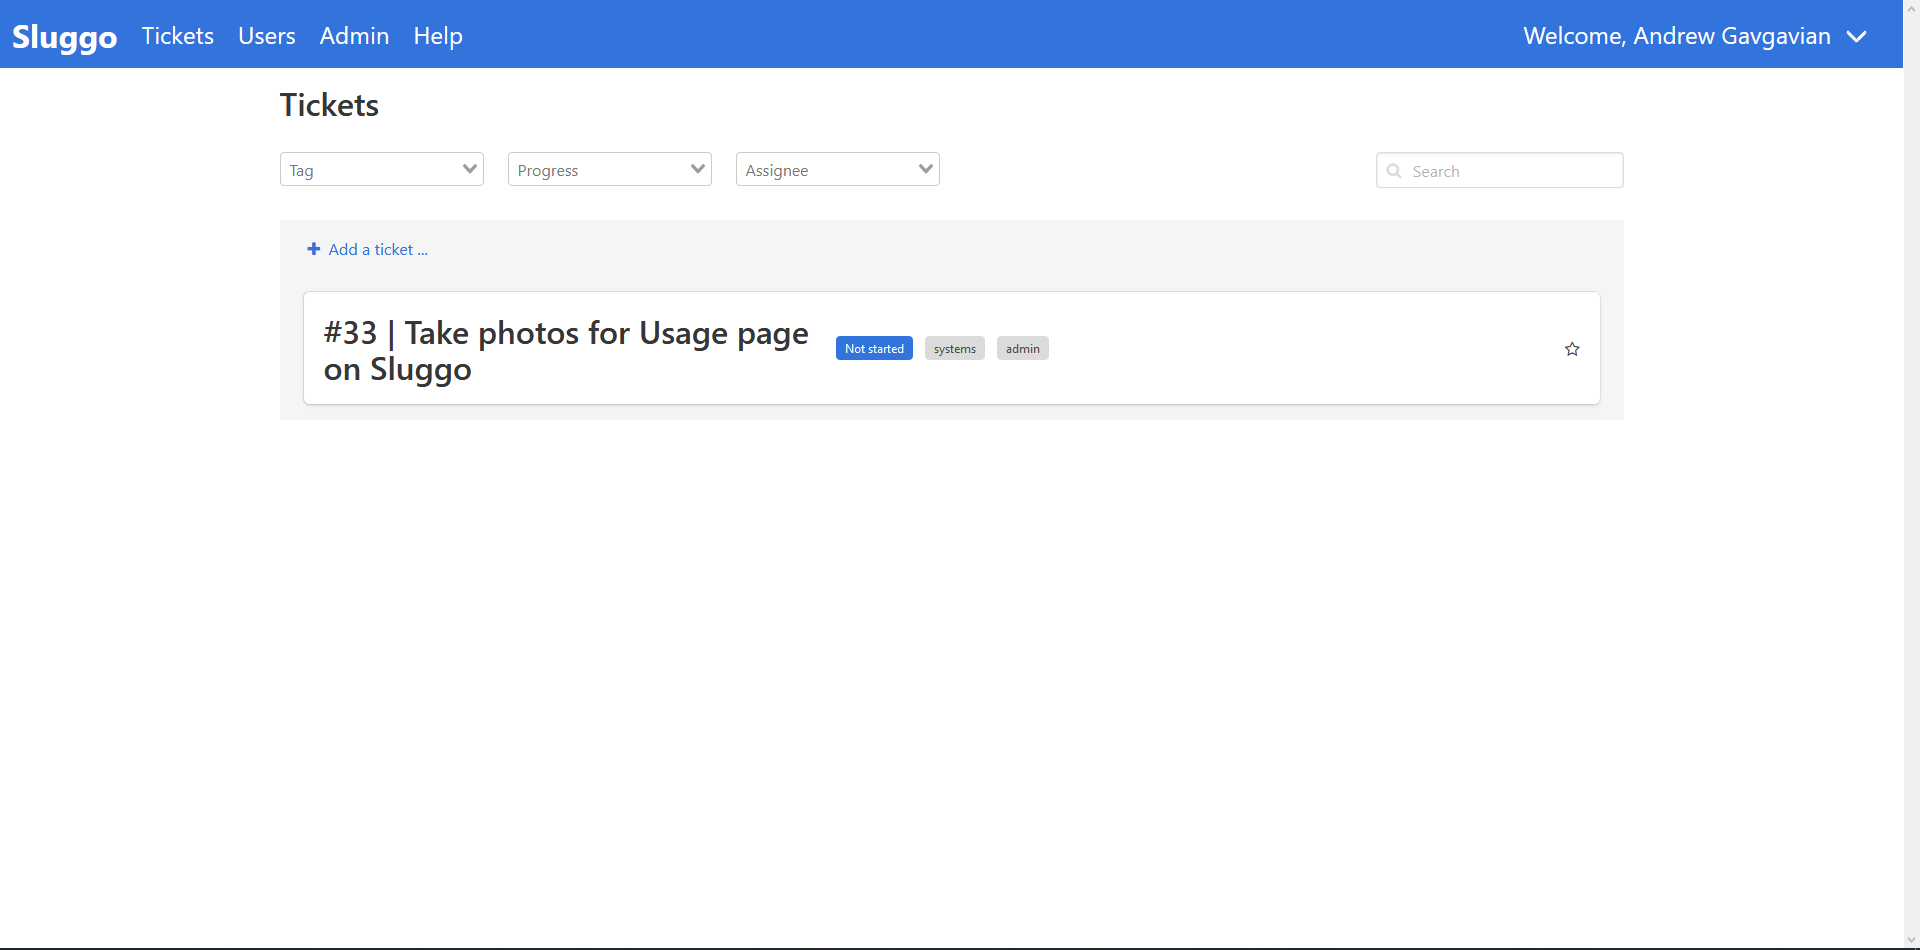 Sluggo Tickets Users Admin Help Welcome, Andrew Gavgavian
Tickets
Tag Progress Assignee Search
Add a ticket ...
#33 | Take photos for Usage page
on Sluggo
Not started systems admin